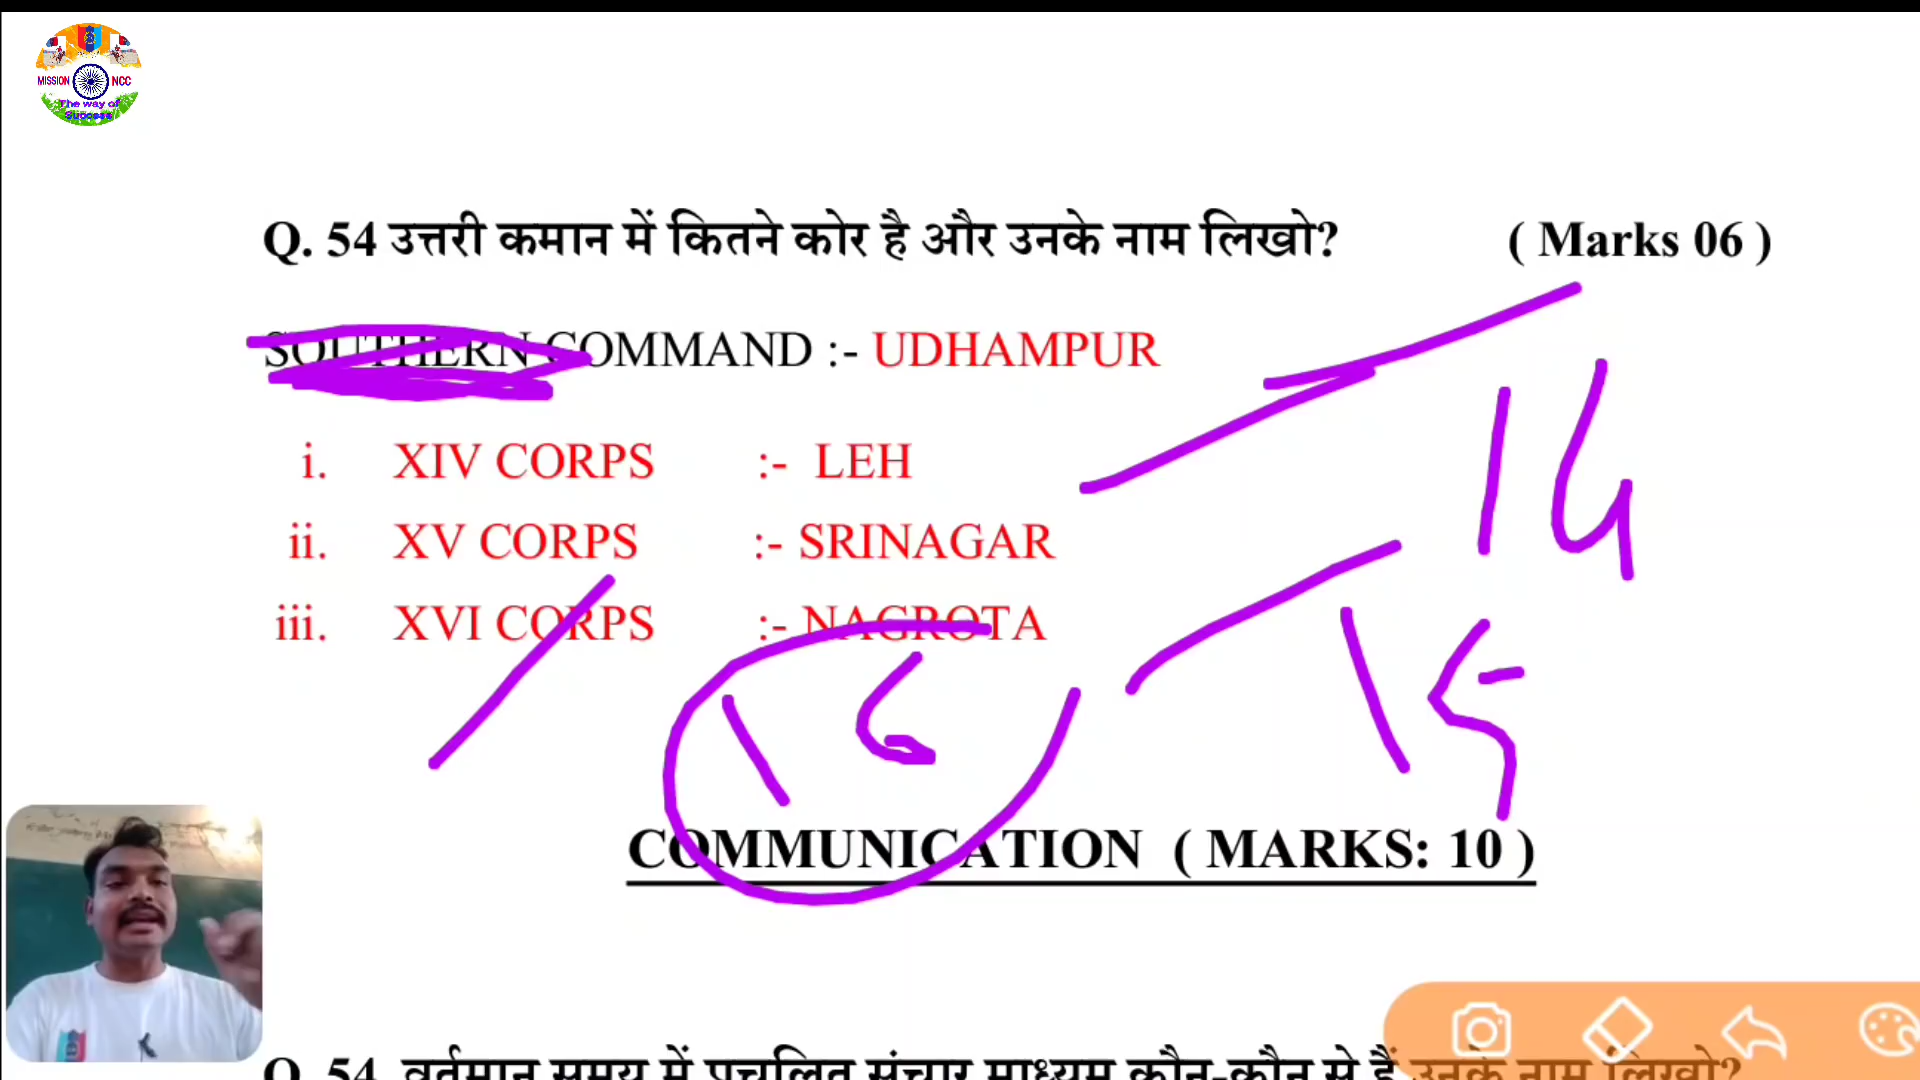 MISSION NCC
The way of
Success
Q. 54 उत्तरी कमान में कितने कोर है और उनके नाम लिखो? ( Marks 06 )
SOUTHERN COMMAND :- UDHAMPUR
i. XIV CORPS :- LEH
14
ii. XV CORPS :- SRINAGAR
iii. XVI CORPS :- NAGROTA
16
15
COMMUNICATION ( MARKS: 10 )
Q. 54 वर्तमान समय में प्रचलित संचार माध्यम कौन-कौन से हैं उनके नाम लिखो?